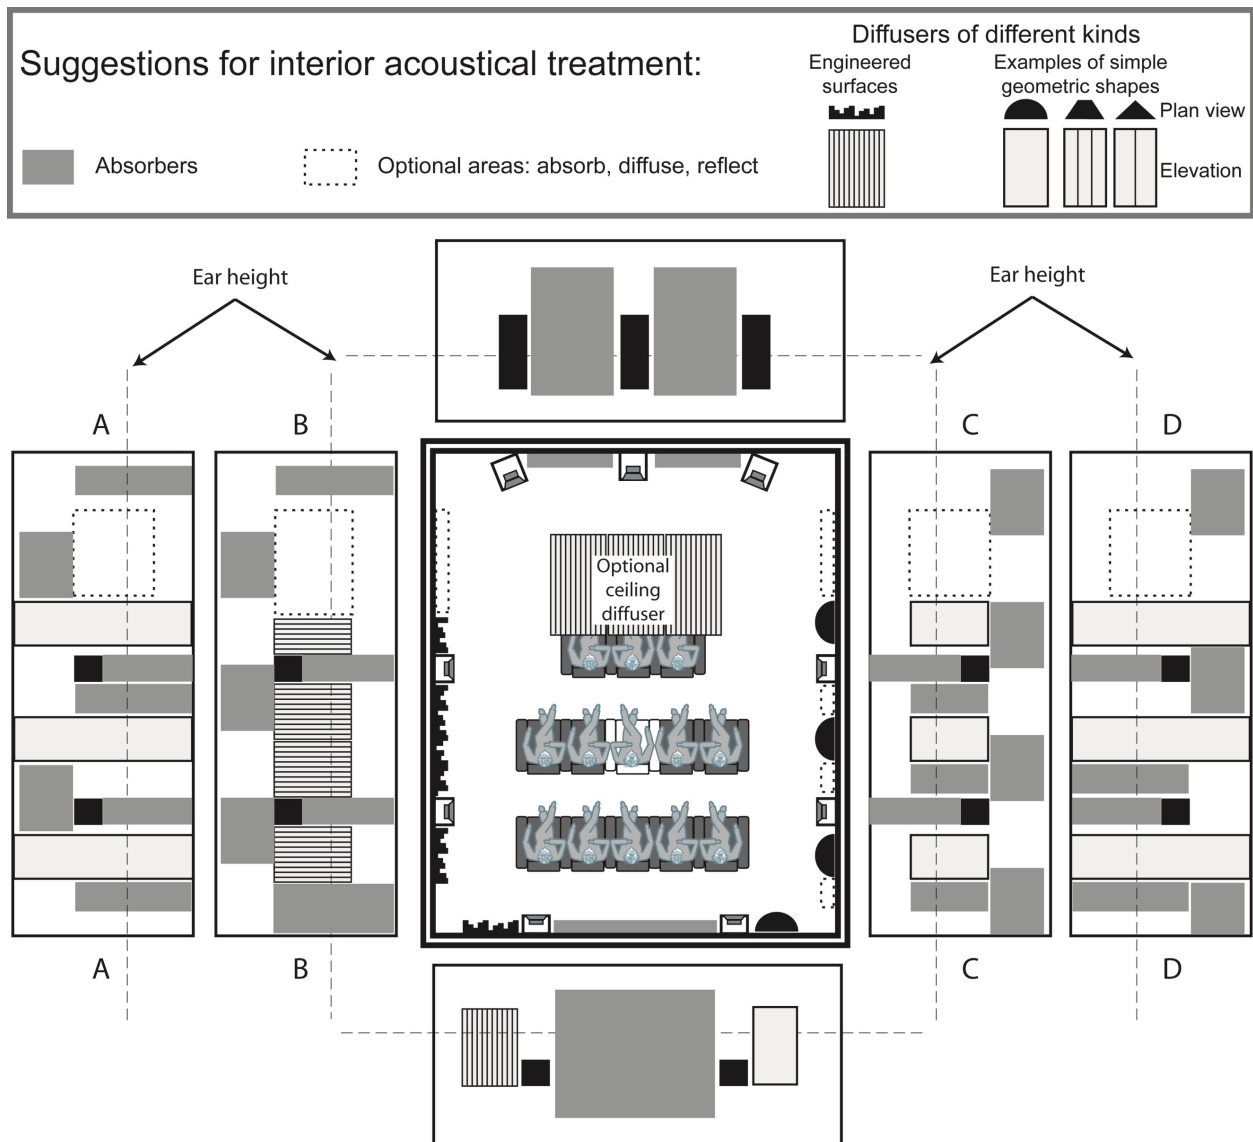 Suggestions for interior acoustical treatment:
Diffusers of different kinds
Engineered
surfaces
Examples of simple
geometric shapes
Plan view
Elevation
Absorbers
Optional areas: absorb, diffuse, reflect
Ear height
Ear height
A
B
C
D
Optional
ceiling
diffuser
A
B
C
D